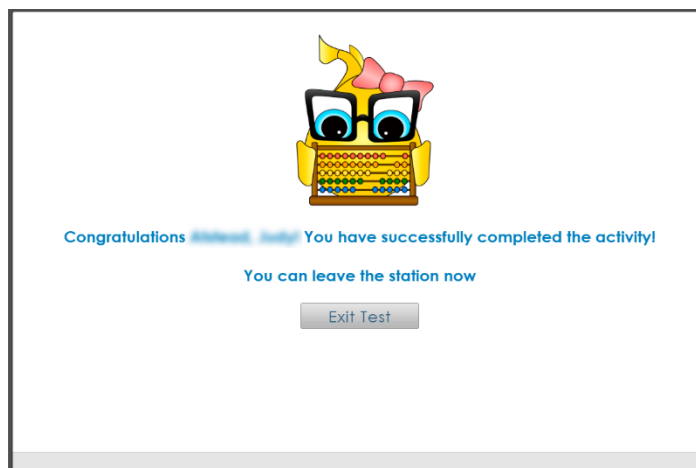 Congratulations You have successfully completed the activity!
You can leave the station now
Exit Test